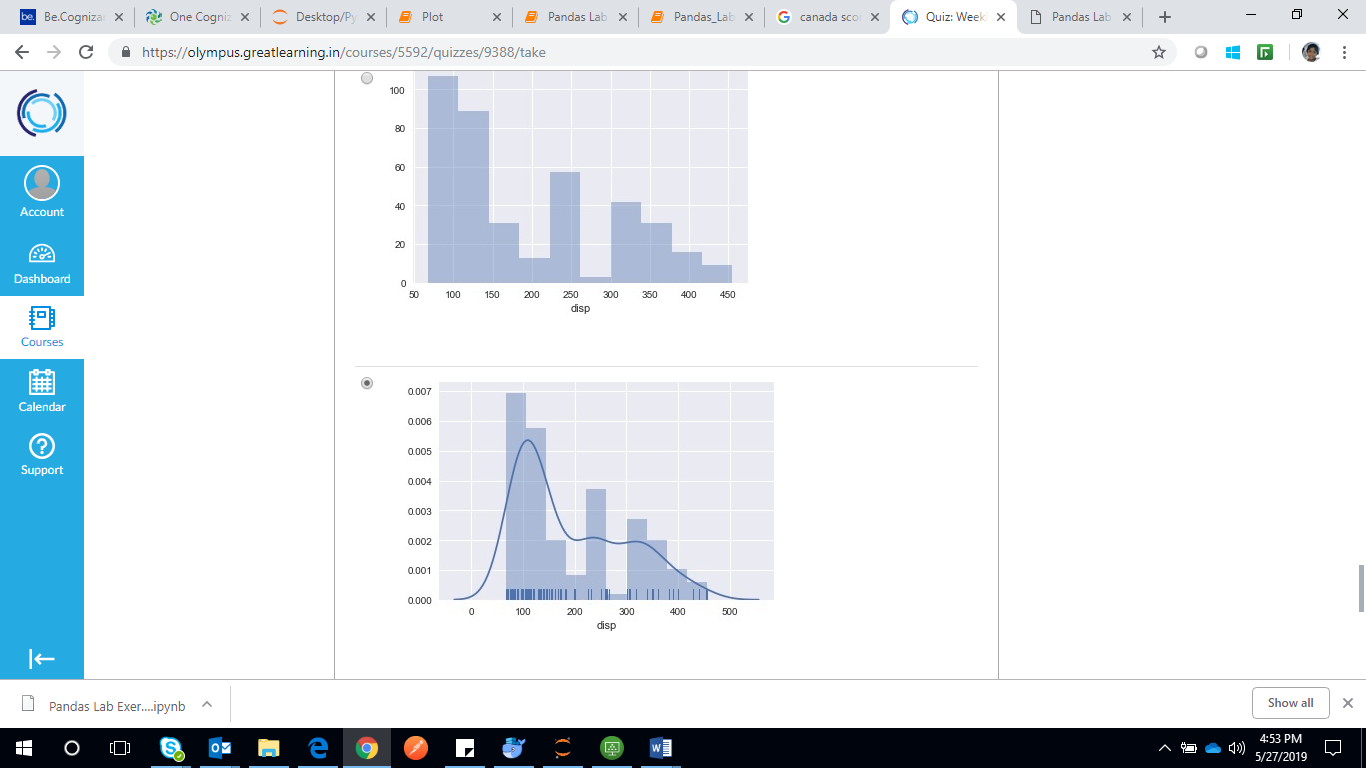 be. Be.Cogniza
One Cogniz
Desktop/Py
Plot
Pandas Lab
Pandas_Lab
canada scor
Quiz: Week
Pandas Lab
https://olympus.greatlearning.in/courses/5592/quizzes/9388/take
Account
Dashboard
Courses
Calendar
Support
100
80
60
40
20
0
50 100 150 200 250 300 350 400 450
disp
0.007
0.006
0.005
0.004
0.003
0.002
0.001
0.000
0 100 200 300 400 500
disp
Pandas Lab Exer....ipynb
Show all
4:53 PM
5/27/2019